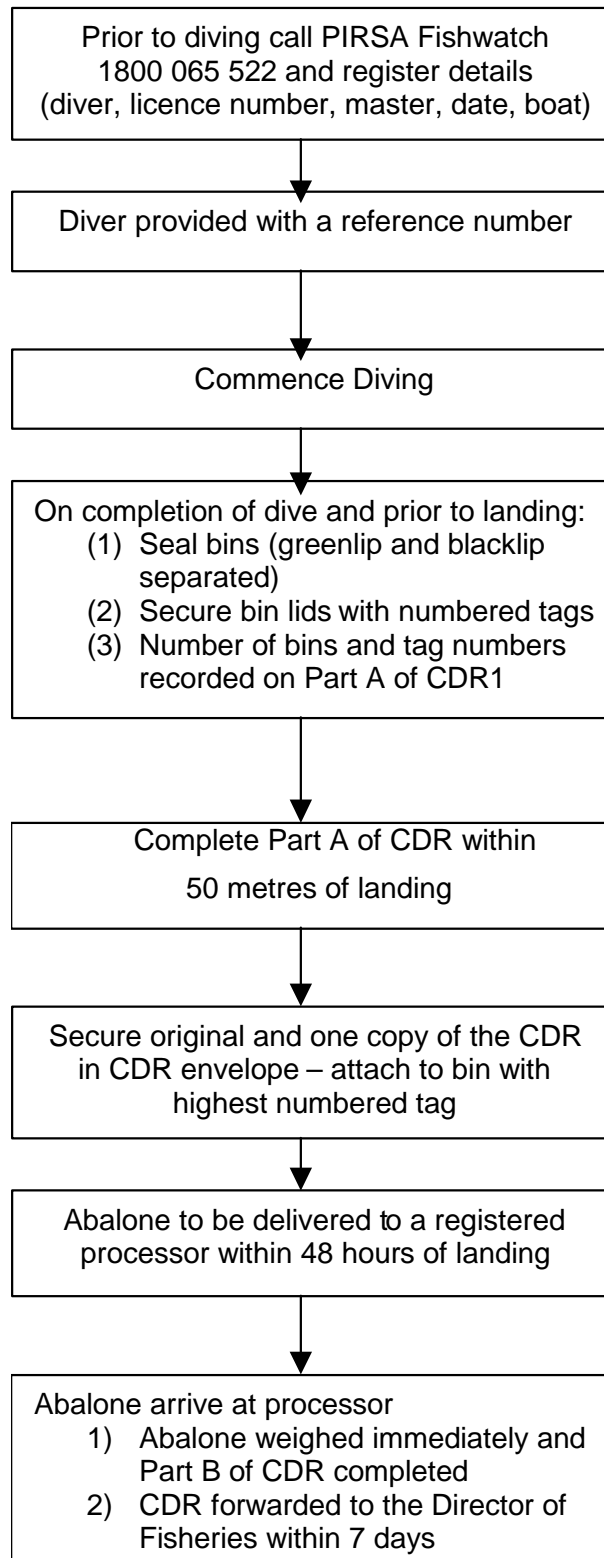 Prior to diving call PIRSA Fishwatch
1800 065 522 and register details
(diver, licence number, master, date, boat)
Diver provided with a reference number
Commence Diving
On completion of dive and prior to landing:
(1) Seal bins (greenlip and blacklip
separated)
(2) Secure bin lids with numbered tags
(3) Number of bins and tag numbers
recorded on Part A of CDR1
Complete Part A of CDR within
50 metres of landing
Secure original and one copy of the CDR
in CDR envelope – attach to bin with
highest numbered tag
Abalone to be delivered to a registered
processor within 48 hours of landing
Abalone arrive at processor
1) Abalone weighed immediately and
Part B of CDR completed
2) CDR forwarded to the Director of
Fisheries within 7 days